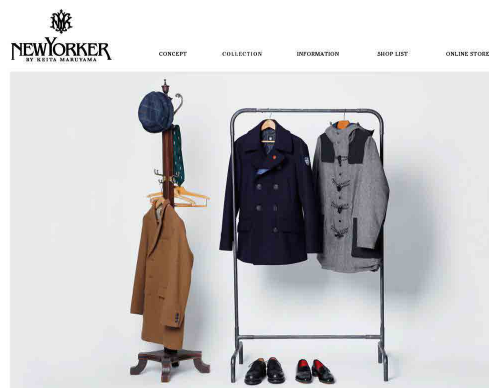 NEWYORKER
BY KEITA MARUYAMA
CONCEPT COLLECTION INFORMATION SHOP LIST ONLINE STORE